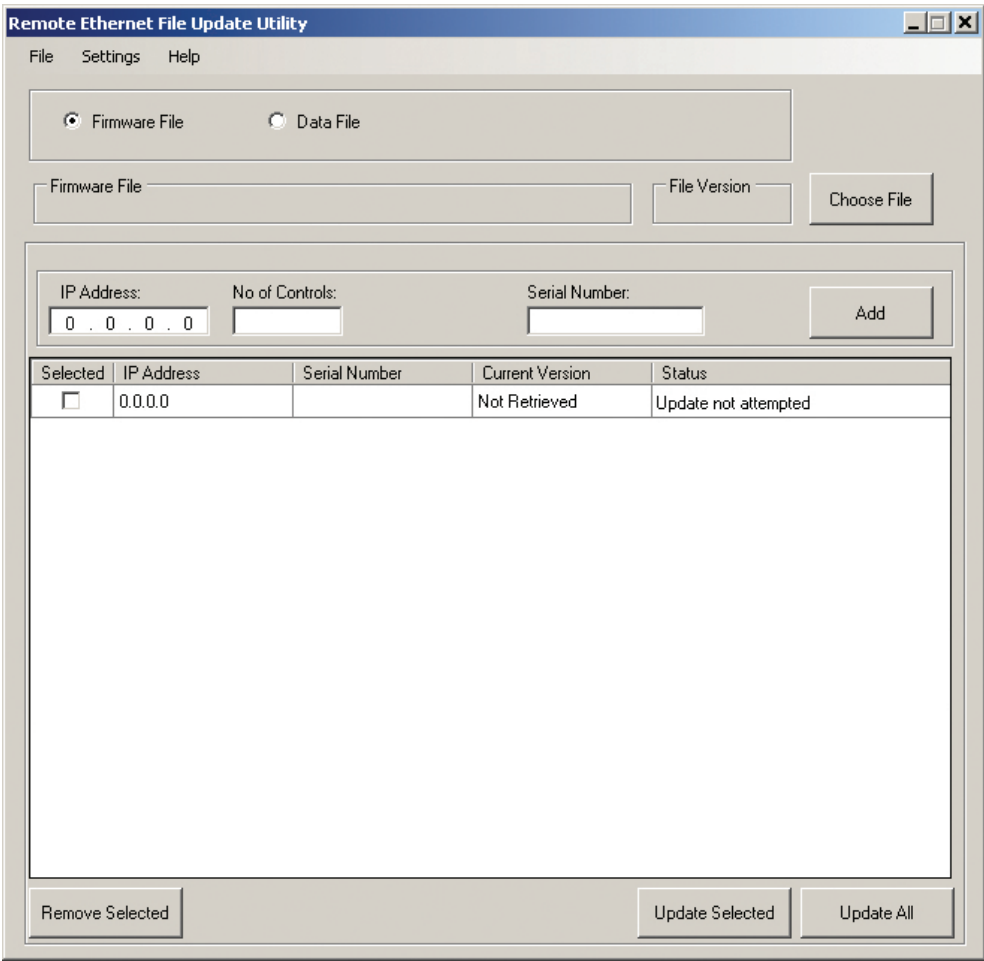 Remote Ethernet File Update Utility
File Settings Help
Firmware File Data File
Firmware File File Version
Choose File
IP Address: No of Controls: Serial Number:
0 . 0 . 0 . 0
Add
Selected IP Address Serial Number Current Version Status
0.0.0.0 Not Retrieved Update not attempted
Remove Selected Update Selected Update All